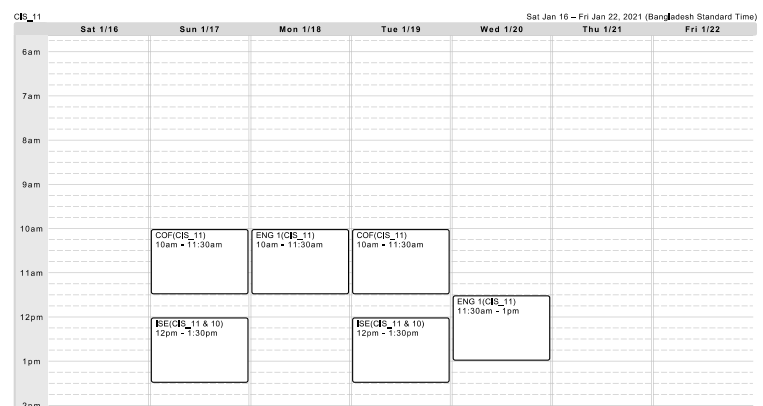 CIS_11
Sat Jan 16 – Fri Jan 22, 2021 (Bangladesh Standard Time)
Sat 1/16 Sun 1/17 Mon 1/18 Tue 1/19 Wed 1/20 Thu 1/21 Fri 1/22
6am
7am
8am
9am
10am
COF(CIS_11)
10am - 11:30am
ENG 1(CIS_11)
10am - 11:30am
COF(CIS_11)
10am - 11:30am
11am
ENG 1(CIS_11)
11:30am - 1pm
12pm
ISE(CIS_11 & 10)
12pm - 1:30pm
ISE(CIS_11 & 10)
12pm - 1:30pm
1pm